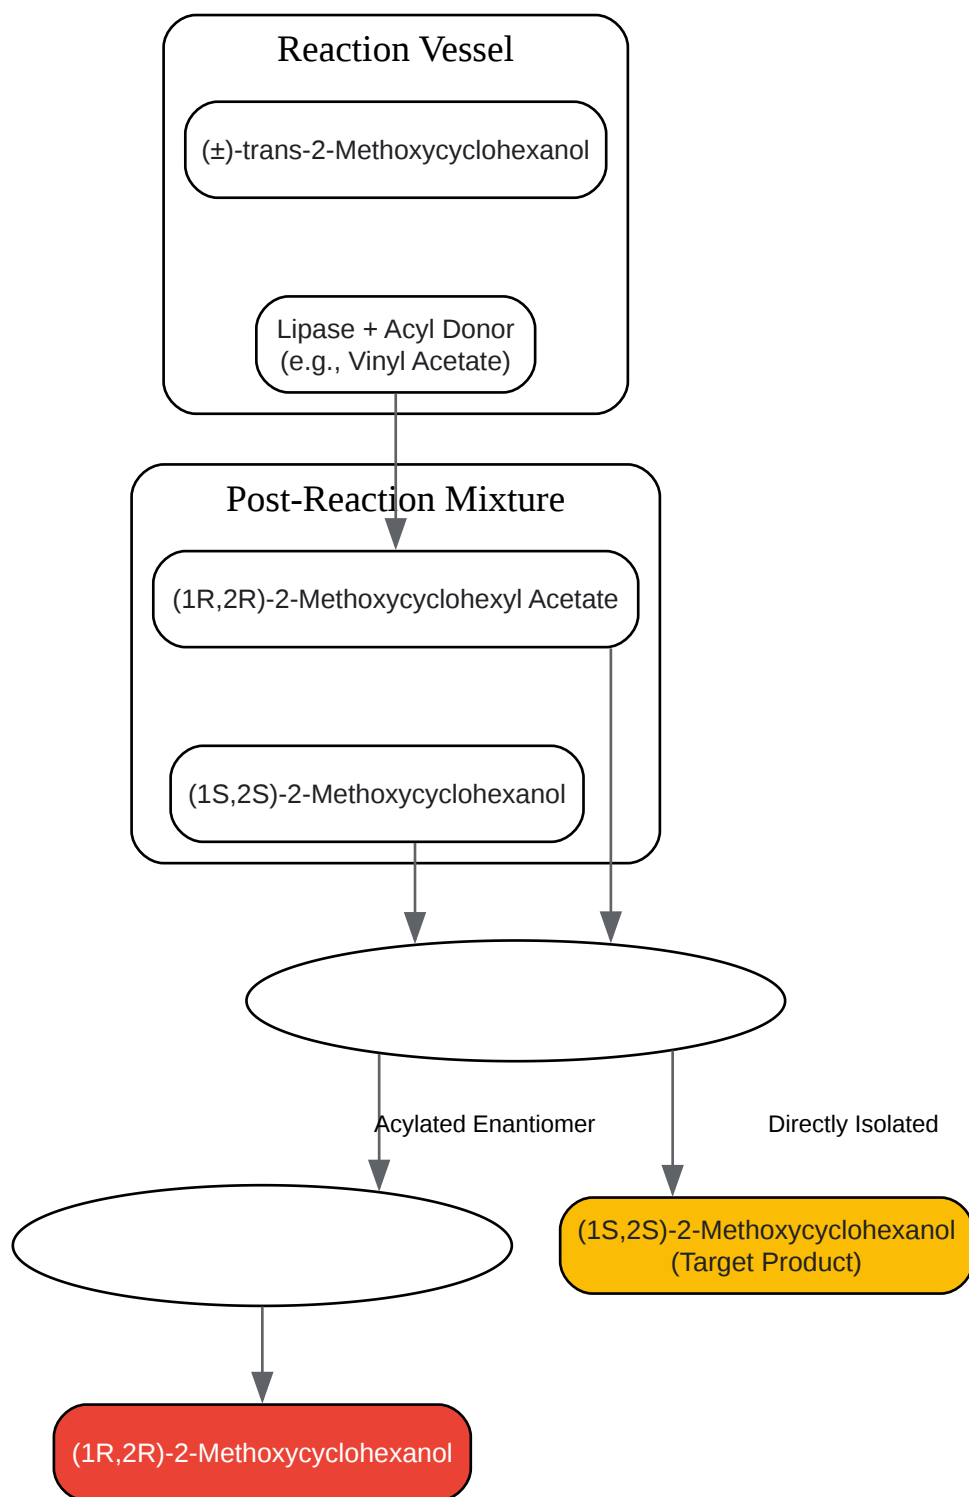 Reaction Vessel
(±)-trans-2-Methoxycyclohexanol
Lipase + Acyl Donor
(e.g., Vinyl Acetate)
Post-Reaction Mixture
(1R,2R)-2-Methoxycyclohexyl Acetate
(1S,2S)-2-Methoxycyclohexanol
Acylated Enantiomer
Directly Isolated
(1S,2S)-2-Methoxycyclohexanol
(Target Product)
(1R,2R)-2-Methoxycyclohexanol